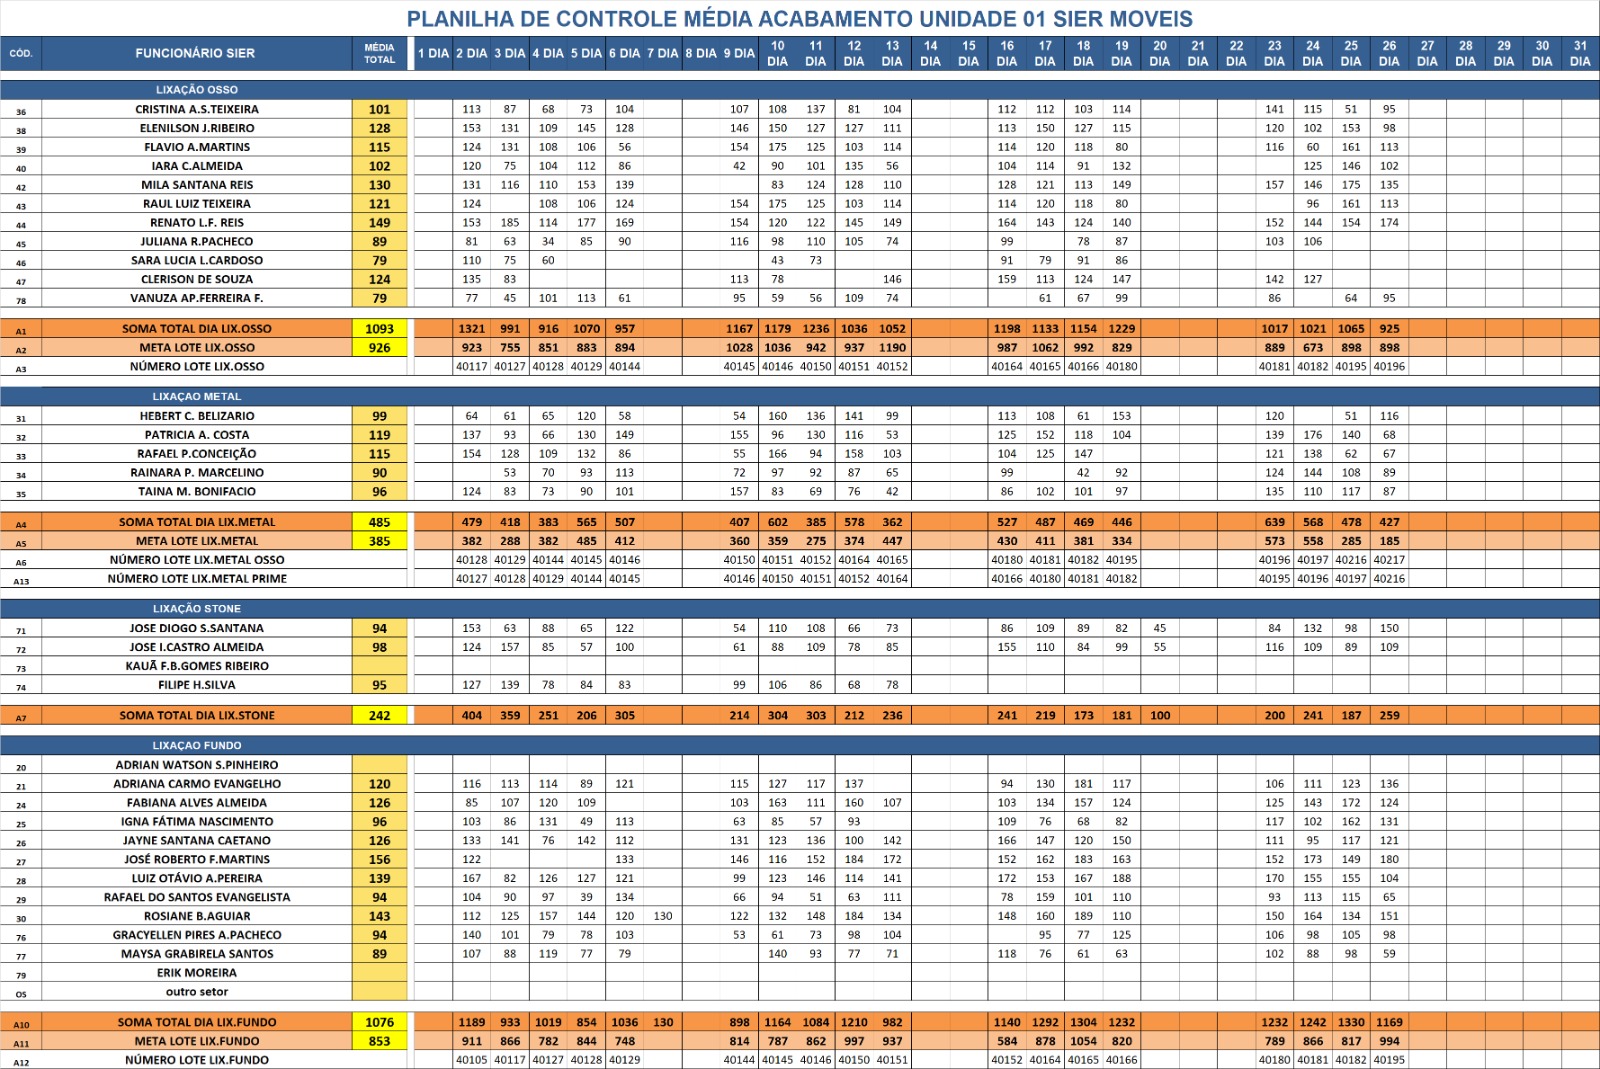 PLANILHA DE CONTROLE MÉDIA ACABAMENTO UNIDADE 01 SIER MOVEIS
CÓD. FUNCIONÁRIO SIER MÉDIA TOTAL 1 DIA 2 DIA 3 DIA 4 DIA 5 DIA 6 DIA 7 DIA 8 DIA 9 DIA 10 DIA 11 DIA 12 DIA 13 DIA 14 DIA 15 DIA 16 DIA 17 DIA 18 DIA 19 DIA 20 DIA 21 DIA 22 DIA 23 DIA 24 DIA 25 DIA 26 DIA 27 DIA 28 DIA 29 DIA 30 DIA 31 DIA
LIXAÇÃO OSSO
36 CRISTINA A.S.TEIXEIRA 101 113 87 68 73 104 107 108 137 81 104 112 112 103 114 141 115 51 95
38 ELENILSON J.RIBEIRO 128 153 131 109 145 128 146 150 127 127 111 113 150 127 115 120 102 153 98
39 FLAVIO A.MARTINS 115 124 131 108 106 56 154 175 125 103 114 114 120 118 80 116 60 161 113
40 IARA C.ALMEIDA 102 120 75 104 112 86 42 90 101 135 56 104 114 91 132 125 146 102
42 MILA SANTANA REIS 130 131 116 110 153 139 83 124 128 110 128 121 113 149 157 146 175 135
43 RAUL LUIZ TEIXEIRA 121 124 108 106 124 154 175 125 103 114 114 120 118 80 96 161 113
44 RENATO L.F. REIS 149 153 185 114 177 169 154 120 122 145 149 164 143 124 140 152 144 154 174
45 JULIANA R.PACHECO 89 81 63 34 85 90 116 98 110 105 74 99 78 87 103 106
46 SARA LUCIA L.CARDOSO 79 110 75 60 43 73 91 79 91 86
47 CLERISON DE SOUZA 124 135 83 113 78 146 159 113 124 147 142 127
78 VANUZA AP.FERREIRA F. 79 77 45 101 113 61 95 59 56 109 74 61 67 99 86 64 95
A1 SOMA TOTAL DIA LIX.OSSO 1093 1321 991 916 1070 957 1167 1179 1236 1036 1052 1198 1133 1154 1229 1017 1021 1065 925
A2 META LOTE LIX.OSSO 926 923 755 851 883 894 1028 1036 942 937 1190 987 1062 992 829 889 673 898 898
A3 NÚMERO LOTE LIX.OSSO 40117 40127 40128 40129 40144 40145 40146 40150 40151 40152 40164 40165 40166 40180 40181 40182 40195 40196
LIXAÇAO METAL
31 HEBERT C. BELIZARIO 99 64 61 65 120 58 54 160 136 141 99 113 108 61 153 120 51 116
32 PATRICIA A. COSTA 119 137 93 66 130 149 155 96 130 116 53 125 152 118 104 139 176 140 68
33 RAFAEL P.CONCEIÇÃO 115 154 128 109 132 86 55 166 94 158 103 104 125 147 121 138 62 67
34 RAINARA P. MARCELINO 90 53 70 93 113 72 97 92 87 65 99 42 92 124 144 108 89
35 TAINA M. BONIFACIO 96 124 83 73 90 101 157 83 69 76 42 86 102 101 97 135 110 117 87
A4 SOMA TOTAL DIA LIX.METAL 485 479 418 383 565 507 407 602 385 578 362 527 487 469 446 639 568 478 427
A5 META LOTE LIX.METAL 385 382 288 382 485 412 360 359 275 374 447 430 411 381 334 573 558 285 185
A6 NÚMERO LOTE LIX.METAL OSSO 40128 40129 40144 40145 40146 40150 40151 40152 40164 40165 40180 40181 40182 40195 40196 40197 40216 40217
A13 NÚMERO LOTE LIX.METAL PRIME 40127 40128 40129 40144 40145 40146 40150 40151 40152 40164 40166 40180 40181 40182 40195 40196 40197 40216
LIXAÇÃO STONE
71 JOSE DIOGO S.SANTANA 94 153 63 88 65 122 54 110 108 66 73 86 109 89 82 45 84 132 98 150
72 JOSE I.CASTRO ALMEIDA 98 124 157 85 57 100 61 88 109 78 85 155 110 84 99 55 116 109 89 109
73 KAUÃ F.B.GOMES RIBEIRO
74 FILIPE H.SILVA 95 127 139 78 84 83 99 106 86 68 78
A7 SOMA TOTAL DIA LIX.STONE 242 404 359 251 206 305 214 304 303 212 236 241 219 173 181 100 200 241 187 259
LIXAÇAO FUNDO
20 ADRIAN WATSON S.PINHEIRO
21 ADRIANA CARMO EVANGELHO 120 116 113 114 89 121 115 127 117 137 94 130 181 117 106 111 123 136
24 FABIANA ALVES ALMEIDA 126 85 107 120 109 103 163 111 160 107 103 134 157 124 125 143 172 124
25 IGNA FÁTIMA NASCIMENTO 96 103 86 131 49 113 63 85 57 93 109 76 68 82 117 102 162 131
26 JAYNE SANTANA CAETANO 126 133 141 76 142 112 131 123 136 100 142 166 147 120 150 111 95 117 121
27 JOSÉ ROBERTO F.MARTINS 156 122 133 146 116 152 184 172 152 162 183 163 152 173 149 180
28 LUIZ OTÁVIO A.PEREIRA 139 167 82 126 127 121 99 123 146 114 141 172 153 167 188 170 155 155 104
29 RAFAEL DO SANTOS EVANGELISTA 94 104 90 97 39 134 66 94 51 63 111 78 159 101 110 93 113 115 65
30 ROSIANE B.AGUIAR 143 112 125 157 144 120 130 122 132 148 184 134 148 160 189 110 150 164 134 151
76 GRACYELLEN PIRES A.PACHECO 94 140 101 79 78 103 53 61 73 98 104 95 77 125 106 98 105 98
77 MAYSA GRABIRELA SANTOS 89 107 88 119 77 79 140 93 77 71 118 76 61 63 102 88 98 59
79 ERIK MOREIRA
OS outro setor
A10 SOMA TOTAL DIA LIX.FUNDO 1076 1189 933 1019 854 1036 130 898 1164 1084 1210 982 1140 1292 1304 1232 1232 1242 1330 1169
A11 META LOTE LIX.FUNDO 853 911 866 782 844 748 814 787 862 997 937 584 878 1054 820 789 866 817 994
A12 NÚMERO LOTE LIX.FUNDO 40105 40117 40127 40128 40129 40144 40145 40146 40150 40151 40152 40164 40165 40166 40180 40181 40182 40195